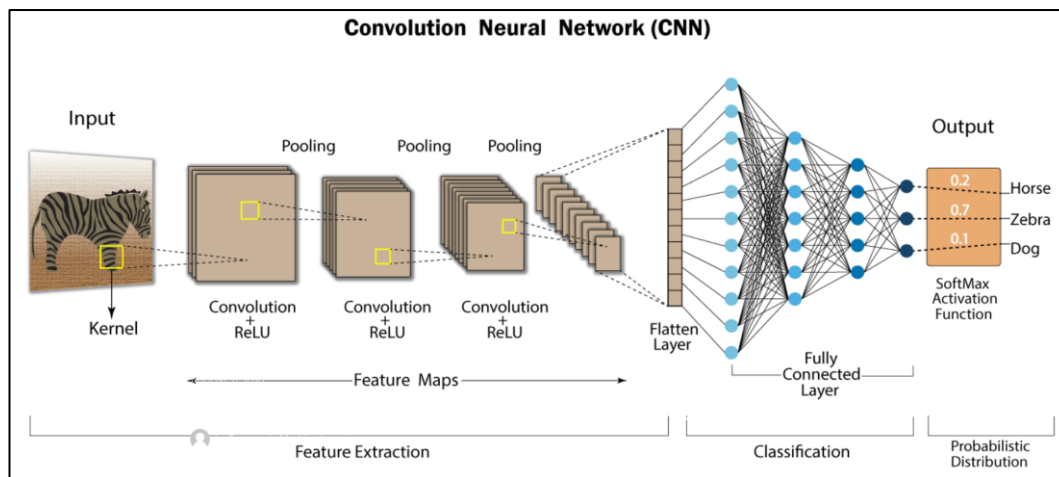 Convolution Neural Network (CNN)
Input
Pooling
Pooling
Pooling
Output
0.2
Horse
0.7
Zebra
0.1
Dog
Kernel
Convolution
+
ReLU
Convolution
+
ReLU
Convolution
+
ReLU
Flatten
Layer
SoftMax
Activation
Function
Feature Maps
Fully
Connected
Layer
Feature Extraction
Classification
Probabilistic
Distribution